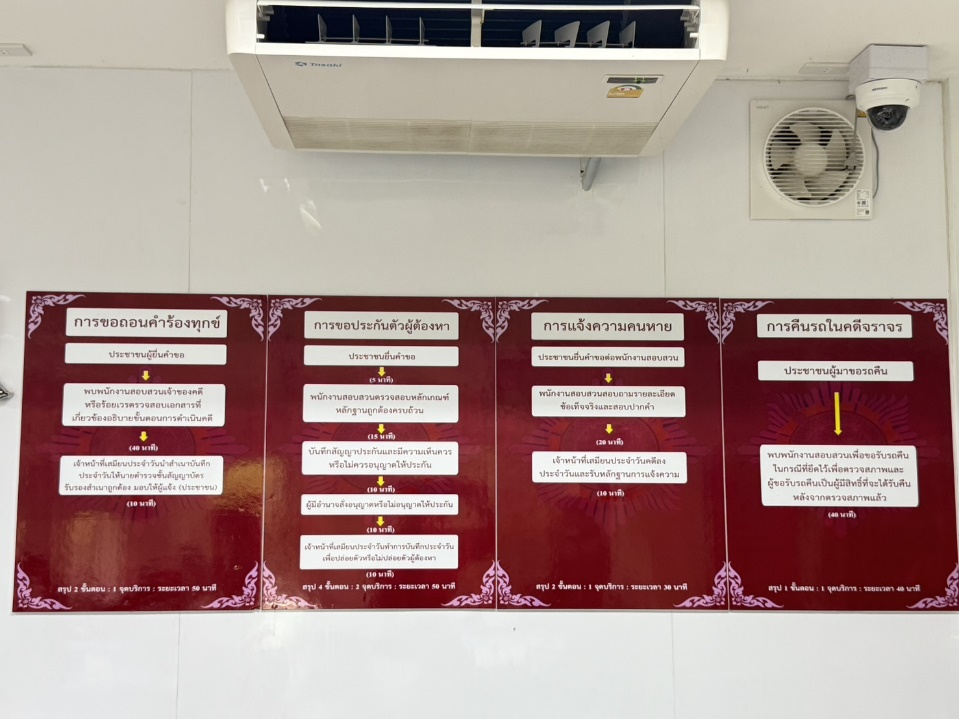 Tasaki
การขอถอนคำร้องทุกข์
ประชาชนผู้ยื่นคำขอ
พบพนักงานสอบสวนเจ้าของคดี
หรือร้อยเวรตรวจสอบเอกสารที่
เกี่ยวข้องอธิบายขั้นตอนการดำเนินคดี
(40 นาที)
เจ้าหน้าที่เสมียนประจำวันนำสำเนาบันทึก
ประจำวันให้นายตำรวจชั้นสัญญาบัตร
รับรองสำเนาถูกต้อง มอบให้ผู้แจ้ง (ประชาชน)
(10 นาที)
สรุป 2 ขั้นตอน : 1 จุดบริการ : ระยะเวลา 50 นาที
การขอประกันตัวผู้ต้องหา
ประชาชนยื่นคำขอ
(5 นาที)
พนักงานสอบสวนตรวจสอบหลักเกณฑ์
หลักฐานถูกต้องครบถ้วน
(15 นาที)
บันทึกสัญญาประกันและมีความเห็นควร
หรือไม่ควรอนุญาตให้ประกัน
(10 นาที)
ผู้มีอำนาจสั่งอนุญาตหรือไม่อนุญาตให้ประกัน
(10 นาที)
เจ้าหน้าที่เสมียนประจำวันทำการบันทึกประจำวัน
เพื่อปล่อยตัวหรือไม่ปล่อยตัวผู้ต้องหา
(10 นาที)
สรุป 4 ขั้นตอน : 2 จุดบริการ : ระยะเวลา 50 นาที
การแจ้งความคนหาย
ประชาชนยื่นคำขอต่อพนักงานสอบสวน
พนักงานสอบสวนสอบถามรายละเอียด
ข้อเท็จจริงและสอบปากคำ
(20 นาที)
เจ้าหน้าที่เสมียนประจำวันคดีลง
ประจำวันและรับหลักฐานการแจ้งความ
(10 นาที)
สรุป 2 ขั้นตอน : 1 จุดบริการ : ระยะเวลา 30 นาที
การคืนรถในคดีจราจร
ประชาชนผู้มาขอรถคืน
พบพนักงานสอบสวนเพื่อขอรับรถคืน
ในกรณีที่ยึดไว้เพื่อตรวจสภาพและ
ผู้ขอรับรถคืนเป็นผู้มีสิทธิ์ที่จะได้รับคืน
หลังจากตรวจสภาพแล้ว
(40 นาที)
สรุป 1 ขั้นตอน : 1 จุดบริการ : ระยะเวลา 40 นาที